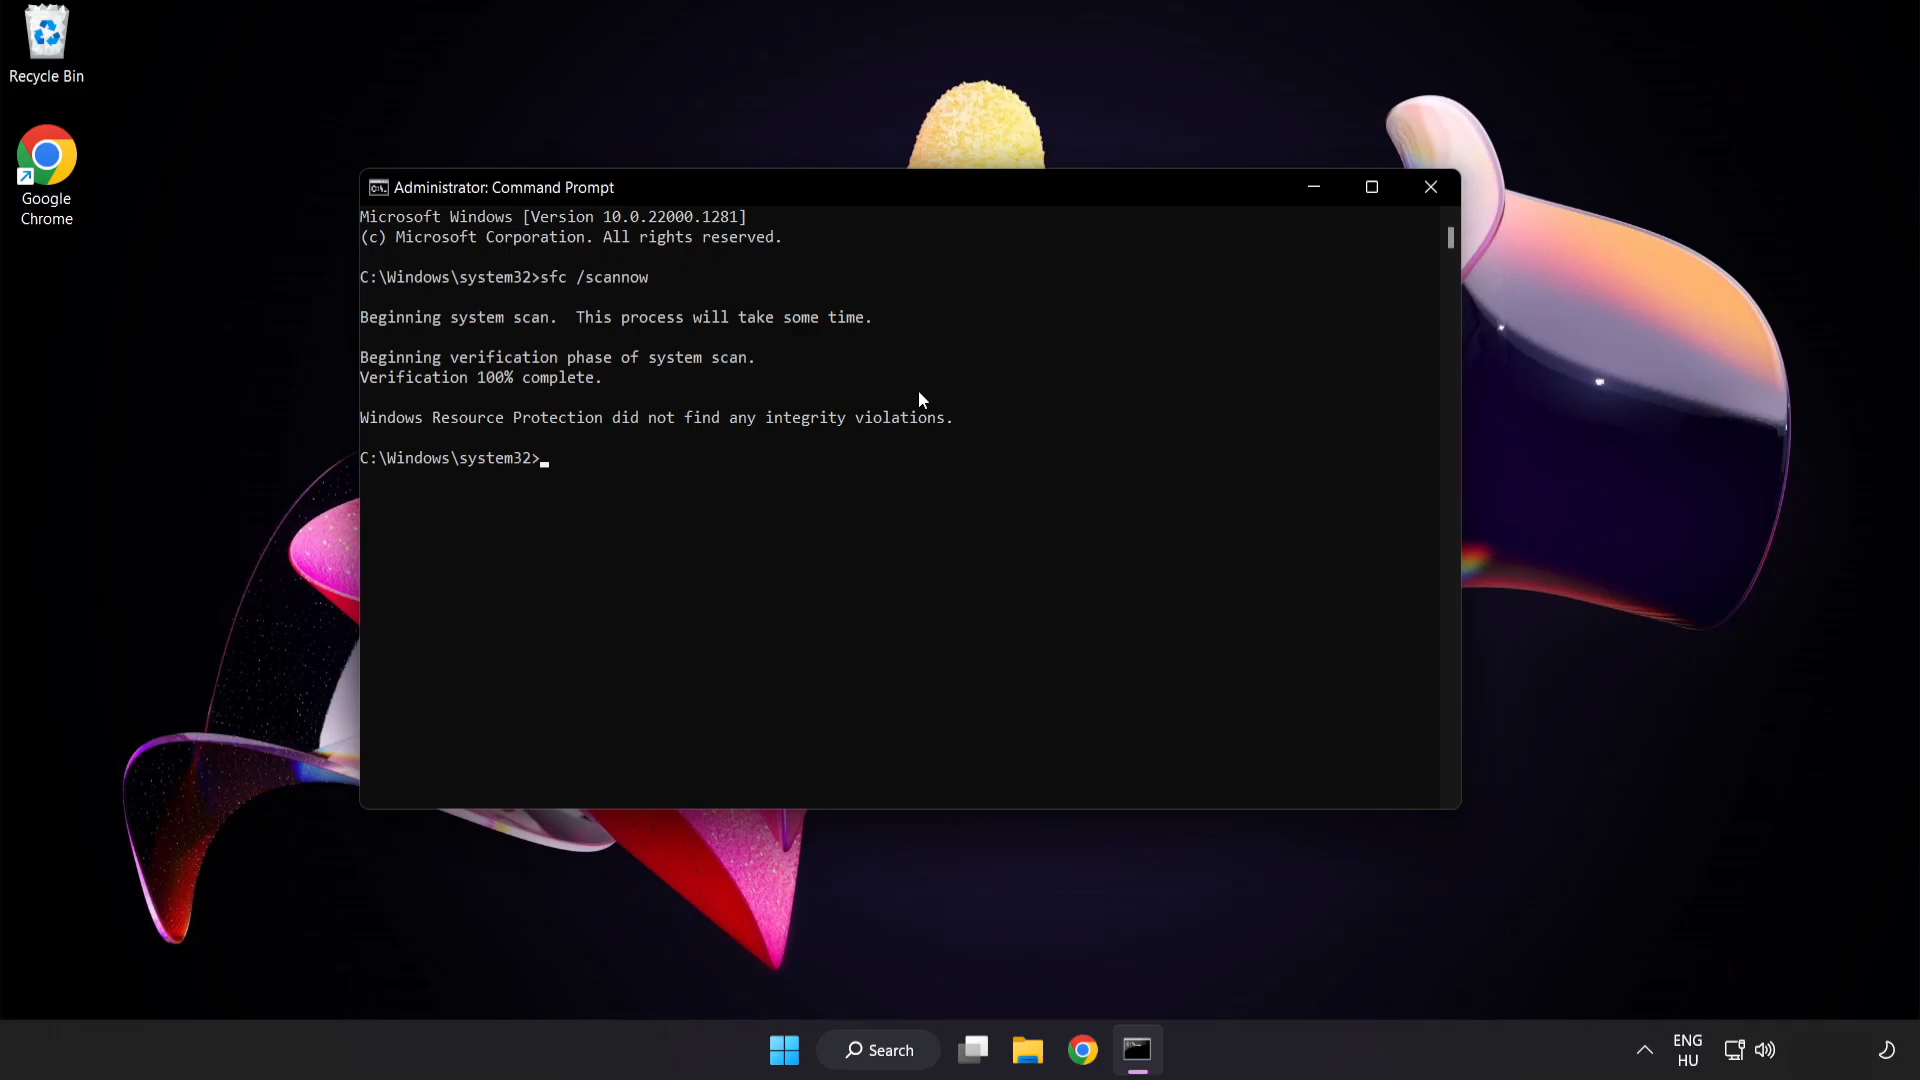 Recycle Bin
Google
Chrome
Administrator: Command Prompt
Microsoft Windows [Version 10.0.22000.1281]
(c) Microsoft Corporation. All rights reserved.
C:\Windows\system32>sfc /scannow
Beginning system scan.  This process will take some time.
Beginning verification phase of system scan.
Verification 100% complete.
Windows Resource Protection did not find any integrity violations.
C:\Windows\system32>
Search
ENG
HU